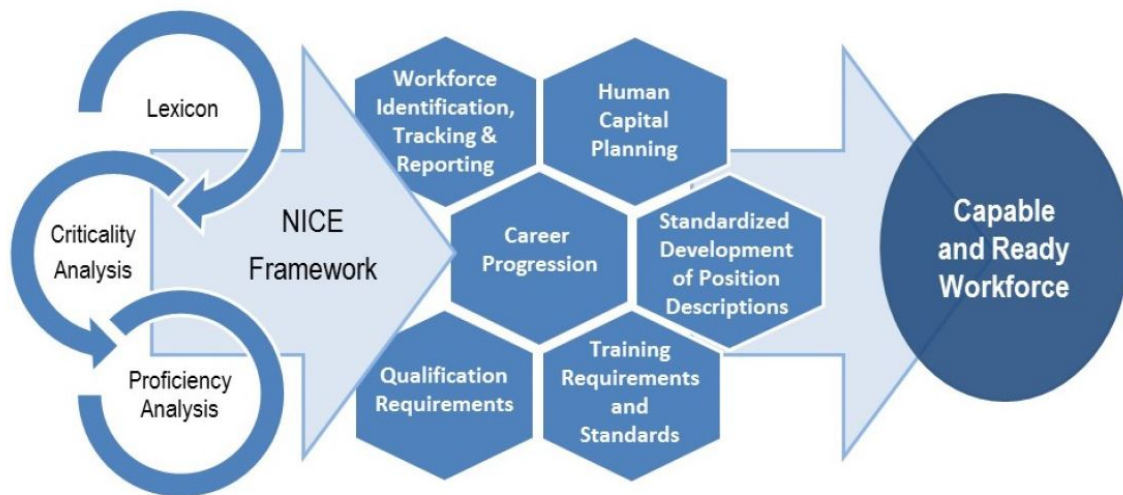 Lexicon
Criticality
Analysis
Proficiency
Analysis
NICE
Framework
Workforce
Identification,
Tracking &
Reporting
Human
Capital
Planning
Career
Progression
Standardized
Development
of Position
Descriptions
Qualification
Requirements
Training
Requirements
and
Standards
Capable
and Ready
Workforce